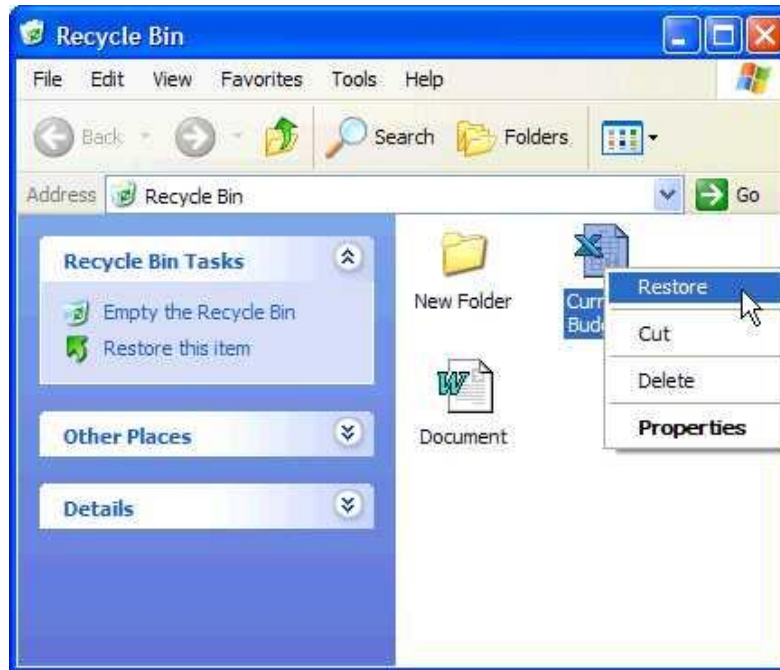 Recycle Bin
File Edit View Favorites Tools Help
Back Search Folders
Address Recycle Bin Go
Recycle Bin Tasks
Empty the Recycle Bin
Restore this item
Other Places
Details
New Folder
Document
Restore
Cut
Delete
Properties